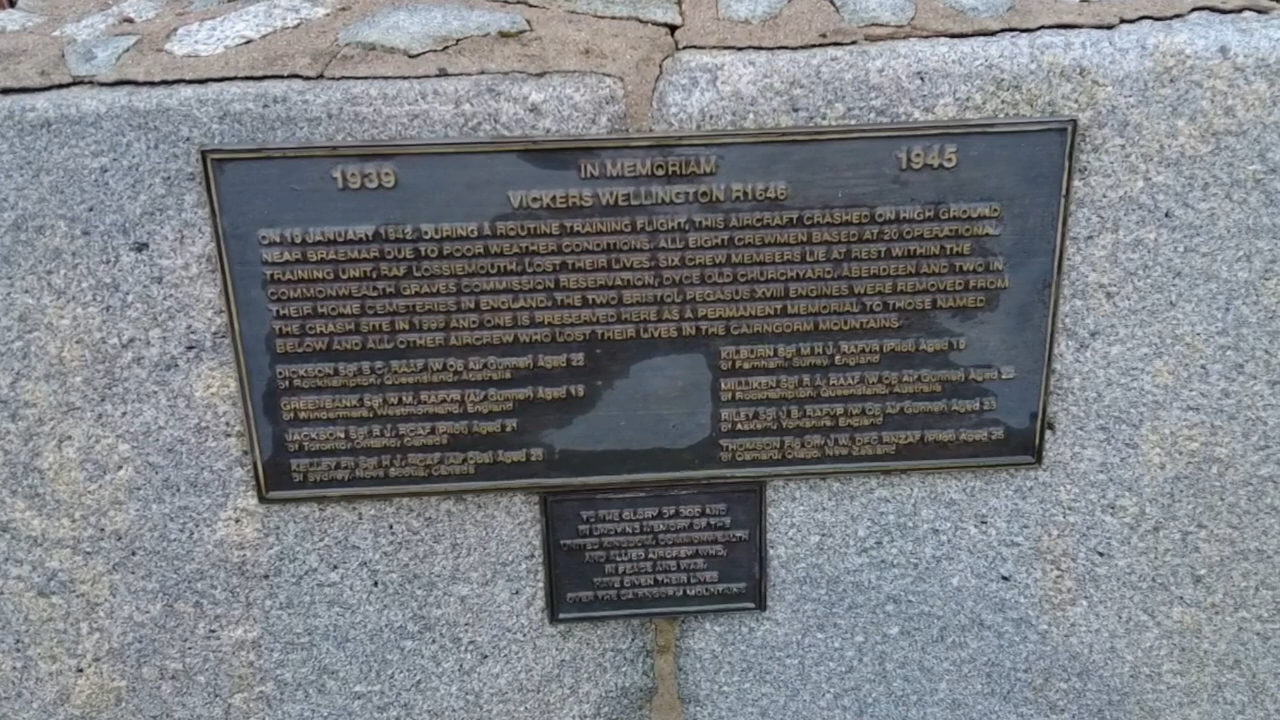 1939
IN MEMORIAM
1945
VICKERS WELLINGTON R1646
ON 19 JANUARY 1942, DURING A ROUTINE TRAINING FLIGHT, THIS AIRCRAFT CRASHED ON HIGH GROUND
NEAR BRAEMAR DUE TO POOR WEATHER CONDITIONS. ALL EIGHT CREWMEN BASED AT 20 OPERATIONAL
TRAINING UNIT, RAF LOSSIEMOUTH, LOST THEIR LIVES. SIX CREW MEMBERS LIE AT REST WITHIN THE
COMMONWEALTH GRAVES COMMISSION RESERVATION, DYCE OLD CHURCHYARD, ABERDEEN AND TWO IN
THEIR HOME CEMETERIES IN ENGLAND. THE TWO BRISTOL PEGASUS XVIII ENGINES WERE REMOVED FROM
THE CRASH SITE IN 1999 AND ONE IS PRESERVED HERE AS A PERMANENT MEMORIAL TO THOSE NAMED
BELOW AND ALL OTHER AIRCREW WHO LOST THEIR LIVES IN THE CAIRNGORM MOUNTAINS.
DICKSON Sgt B C, RAAF (W Op Air Gunner) Aged
of Rockhampton, Queensland, Australia
GREENBANK Sgt W M, RAFVR (Air Gunner) Aged
of Windermere, Westmoreland, England
JACKSON Sgt R J, RCAF (Pilot) Aged 21
of Toronto, Ontario, Canada
KELLEY Flt Sgt H J, RCAF (Air Obs) Aged
of Sydney, Nova Scotia, Canada
KILBURN Sgt M H J, RAFVR (Pilot) Aged 19
of Farnham, Surrey, England
MILLIKEN Sgt R A, RAAF (W Op Air Gunner) Aged
of Rockhampton, Queensland, Australia
RILEY Sgt J B, RAFVR (W Op Air Gunner) Aged
of Askern, Yorkshire, England
THOMSON Flg Off J W, DFC RNZAF (Pilot) Aged
of Oamaru, Otago, New Zealand
TO THE GLORY OF GOD AND
IN UNDYING MEMORY OF THE
UNITED KINGDOM, COMMONWEALTH
AND ALLIED AIRCREW WHO,
IN PEACE AND WAR,
HAVE GIVEN THEIR LIVES
OVER THE CAIRNGORM MOUNTAINS